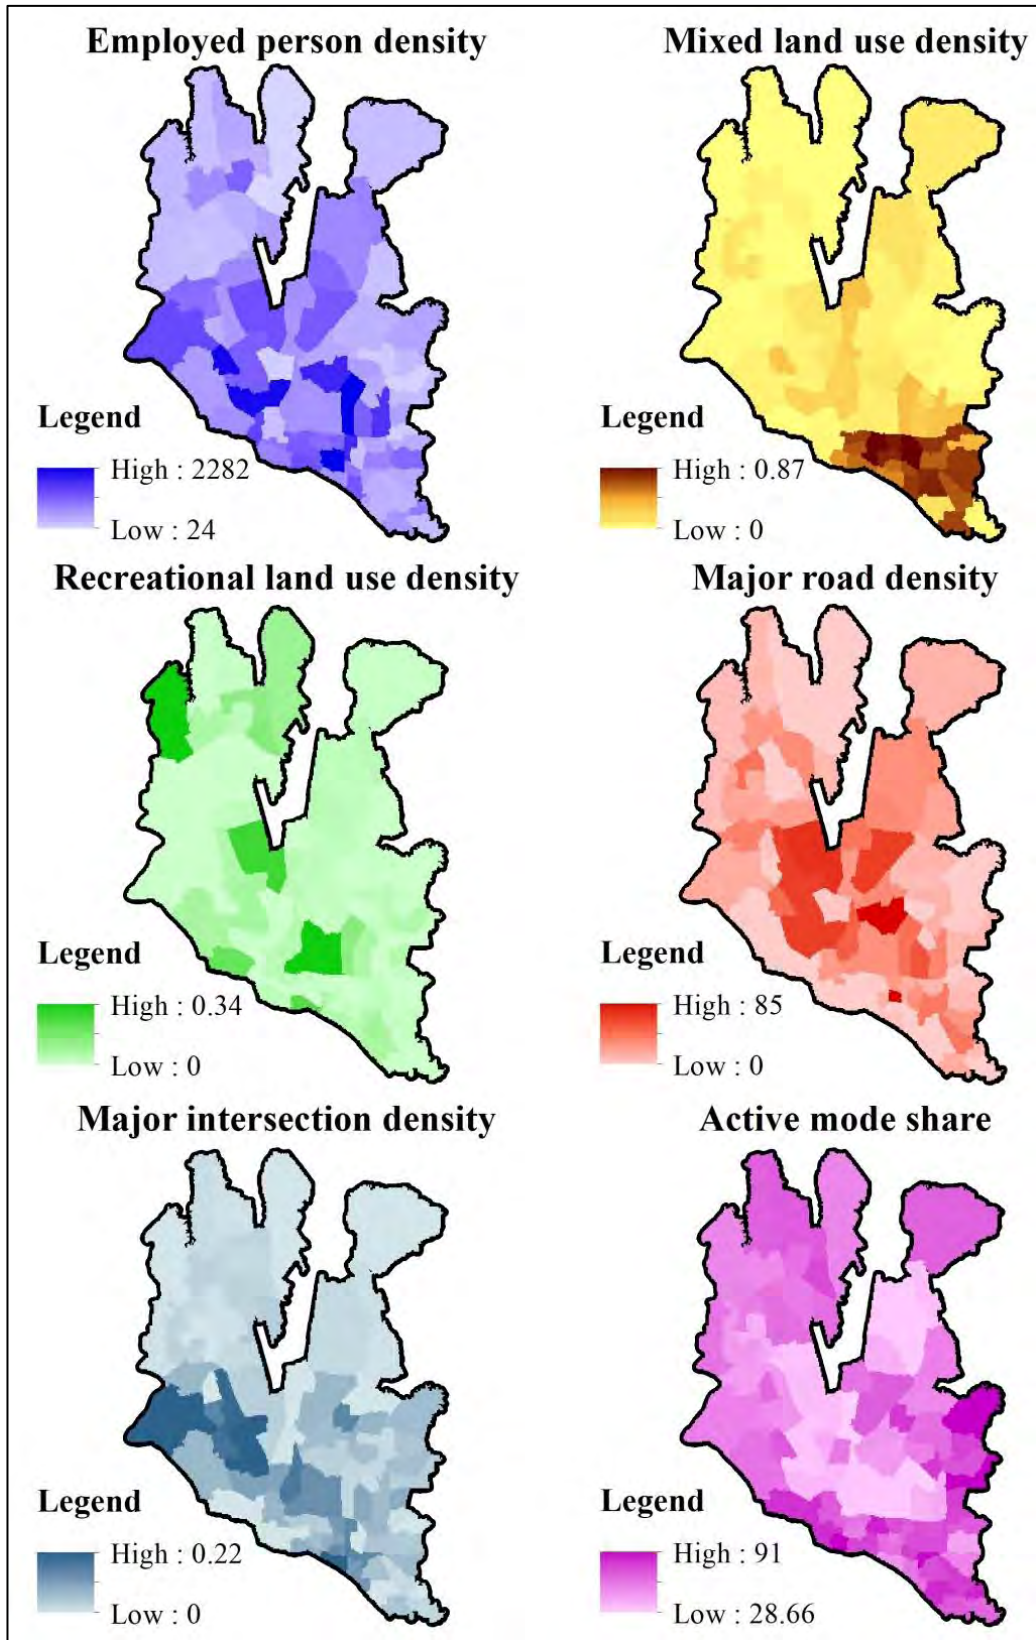 Employed person density
Mixed land use density
Legend
High : 2282
Low : 24
Legend
High : 0.87
Low : 0
Recreational land use density
Major road density
Legend
High : 0.34
Low : 0
Legend
High : 85
Low : 0
Major intersection density
Active mode share
Legend
High : 0.22
Low : 0
Legend
High : 91
Low : 28.66